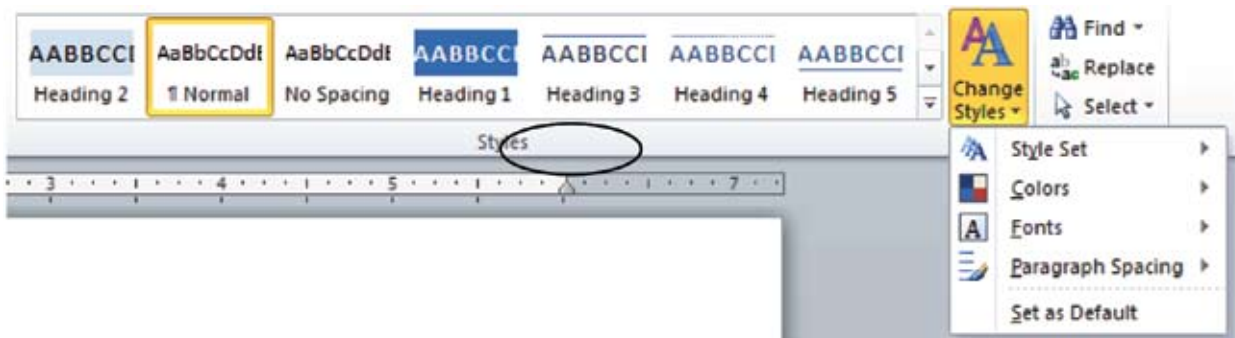 AABBCCI AaBbCcDdE AaBbCcDdE AABBCCI AABBCCI AABBCCI AABBCCI
Heading 2 ¶ Normal No Spacing Heading 1 Heading 3 Heading 4 Heading 5
Styles
Change
Styles
Find
Replace
Select
Style Set
Colors
Fonts
Paragraph Spacing
Set as Default
3 4 5 7